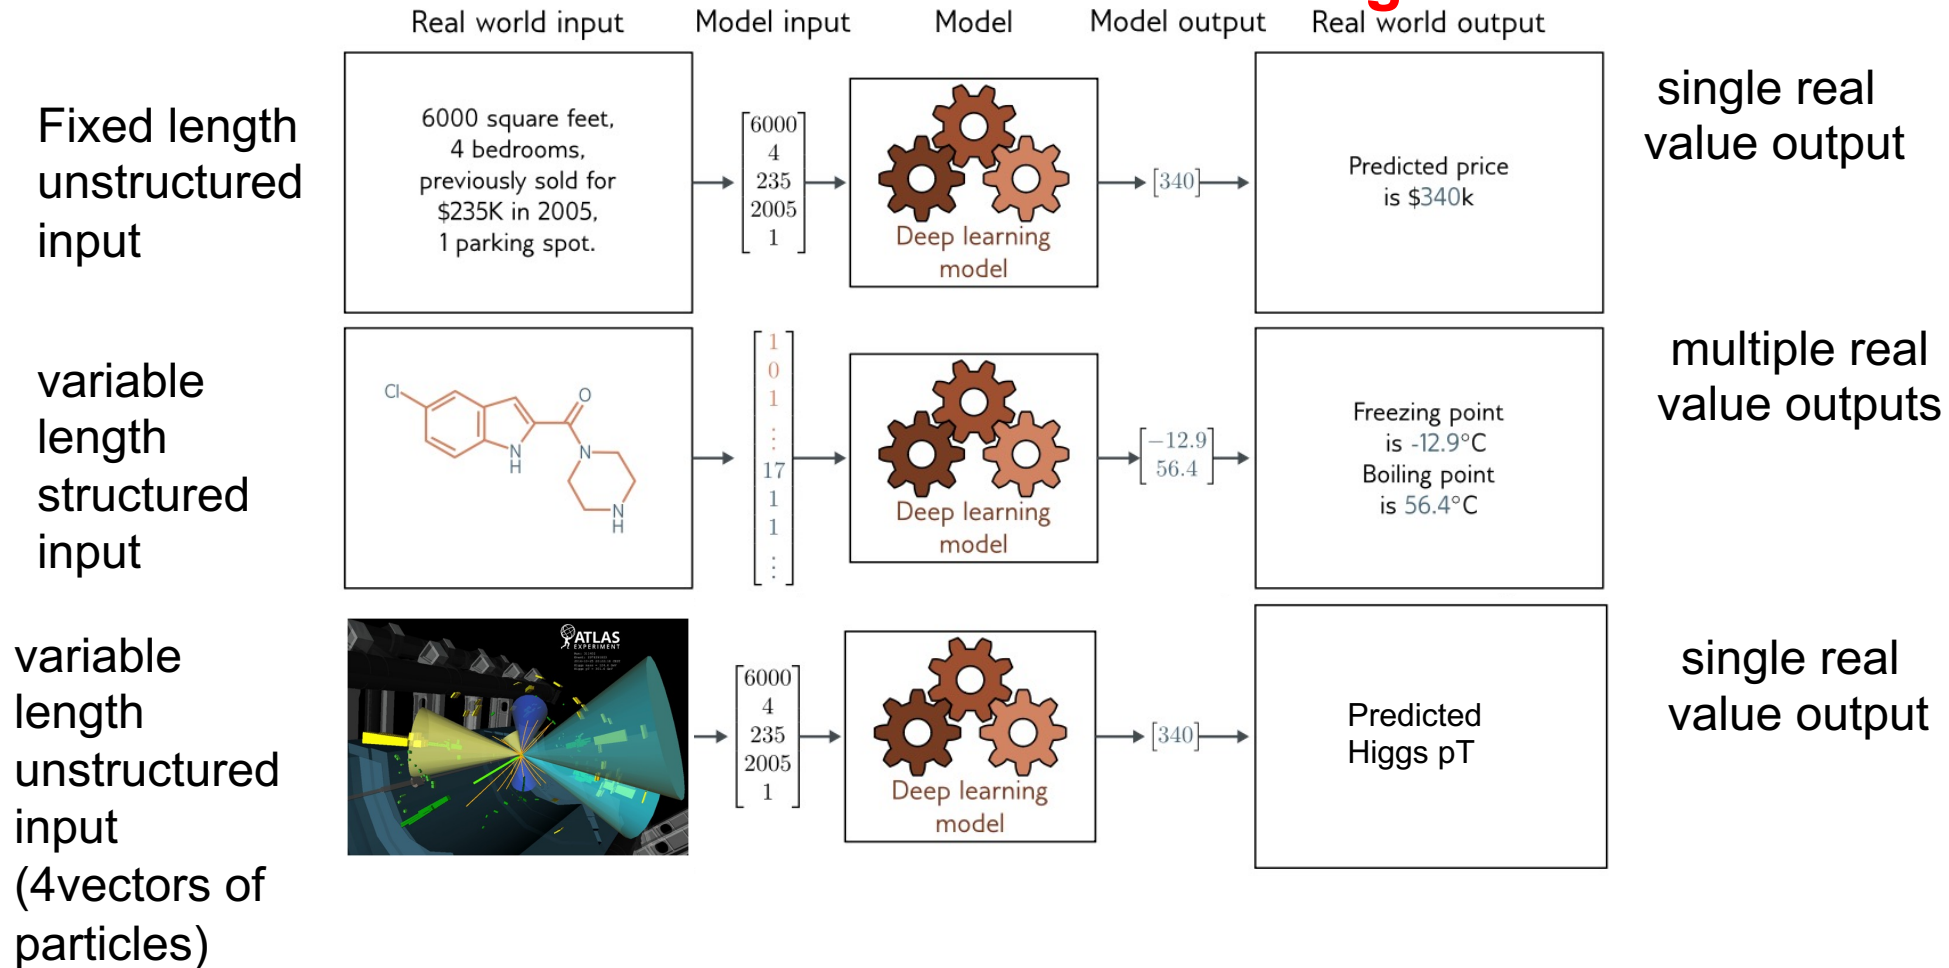 g
Real world input
Model input
Model
Model output
Real world output
Fixed length
unstructured
input
6000 square feet,
4 bedrooms,
previously sold for
$235K in 2005,
1 parking spot.
6000
4
235
2005
1
Deep learning
model
[340]
Predicted price
is $340k
single real
value output
variable
length
structured
input
Cl
O
N
H
N
N
H
1
0
1
⋮
17
1
1
⋮
Deep learning
model
−12.9
56.4
Freezing point
is -12.9°C
Boiling point
is 56.4°C
multiple real
value outputs
variable
length
unstructured
input
(4vectors of
particles)
ATLAS
EXPERIMENT
6000
4
235
2005
1
Deep learning
model
[340]
Predicted
Higgs pT
single real
value output